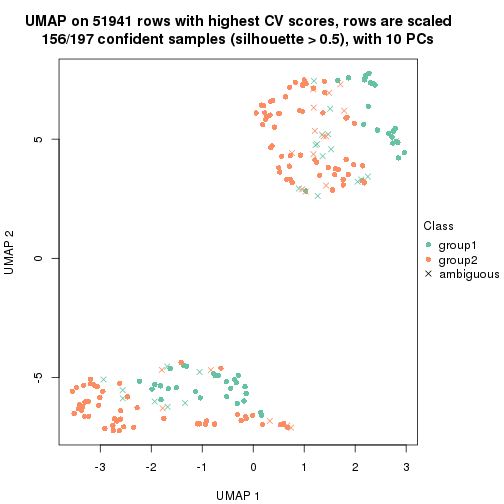 UMAP on 51941 rows with highest CV scores, rows are scaled
156/197 confident samples (silhouette > 0.5), with 10 PCs
5
0
-5
UMAP 2
-3
-2
-1
0
1
2
3
UMAP 1
Class
group1
group2
ambiguous